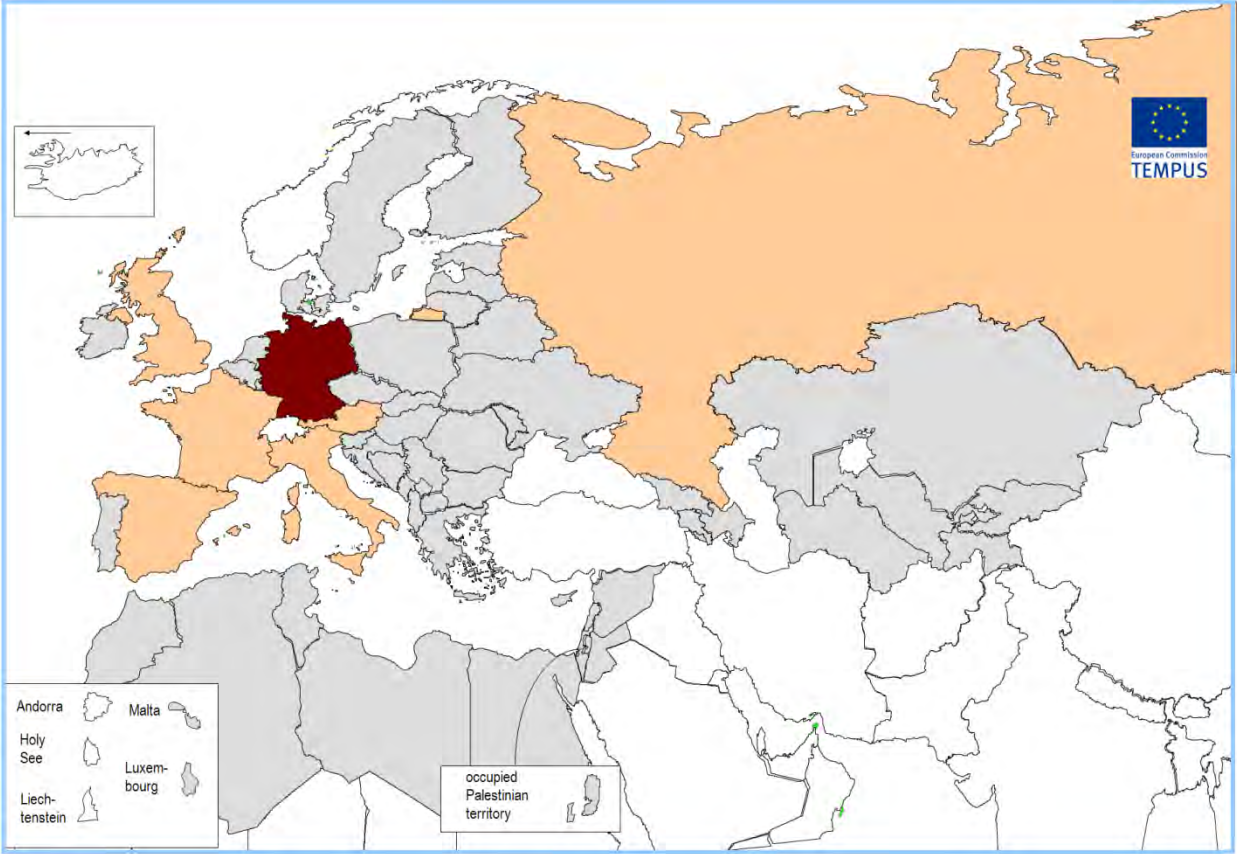 European Commission
TEMPUS
Andorra
Malta
Holy
See
Luxem-
bourg
Liech-
tenstein
occupied
Palestinian
territory